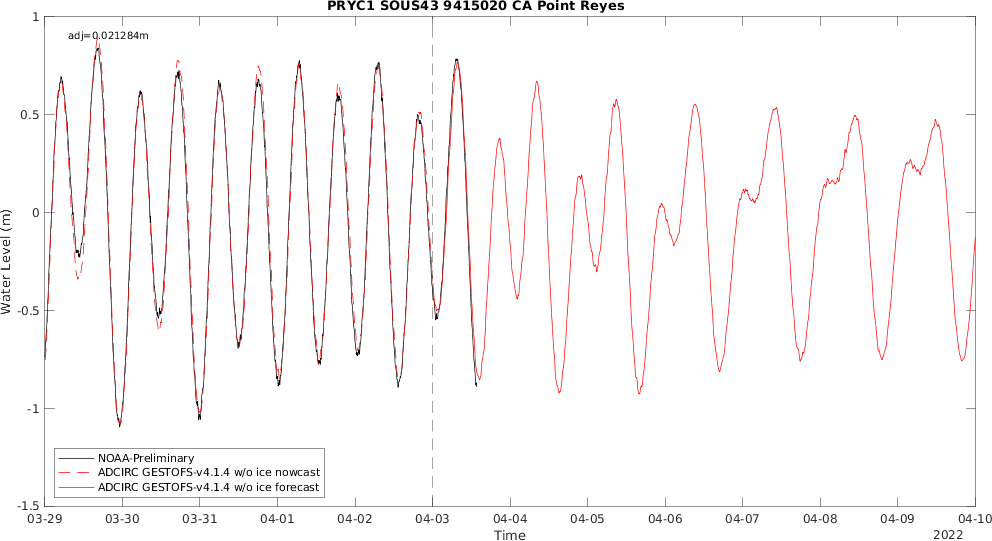 PRYC1 SOUS43 9415020 CA Point Reyes
adj=0.021284m
1
0.5
0
-0.5
-1
-1.5
Water Level (m)
NOAA-Preliminary
ADCIRC GESTOFS-v4.1.4 w/o ice nowcast
ADCIRC GESTOFS-v4.1.4 w/o ice forecast
03-29 03-30 03-31 04-01 04-02 04-03 04-04 04-05 04-06 04-07 04-08 04-09 04-10
Time
2022